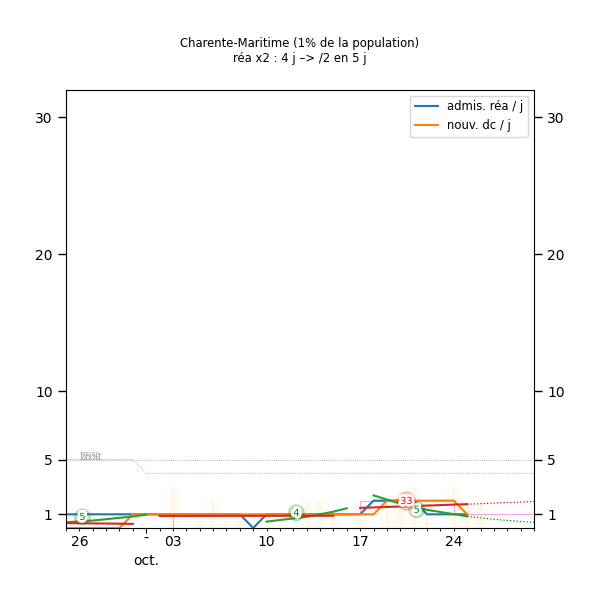 Charente-Maritime (1% de la population)
réa x2 : 4 j –> /2 en 5 j
admis. réa / j
nouv. dc / j
30 30
20 20
10 10
5 5
1 1
5
4
33
5
26 - 03 10 17 24
oct.